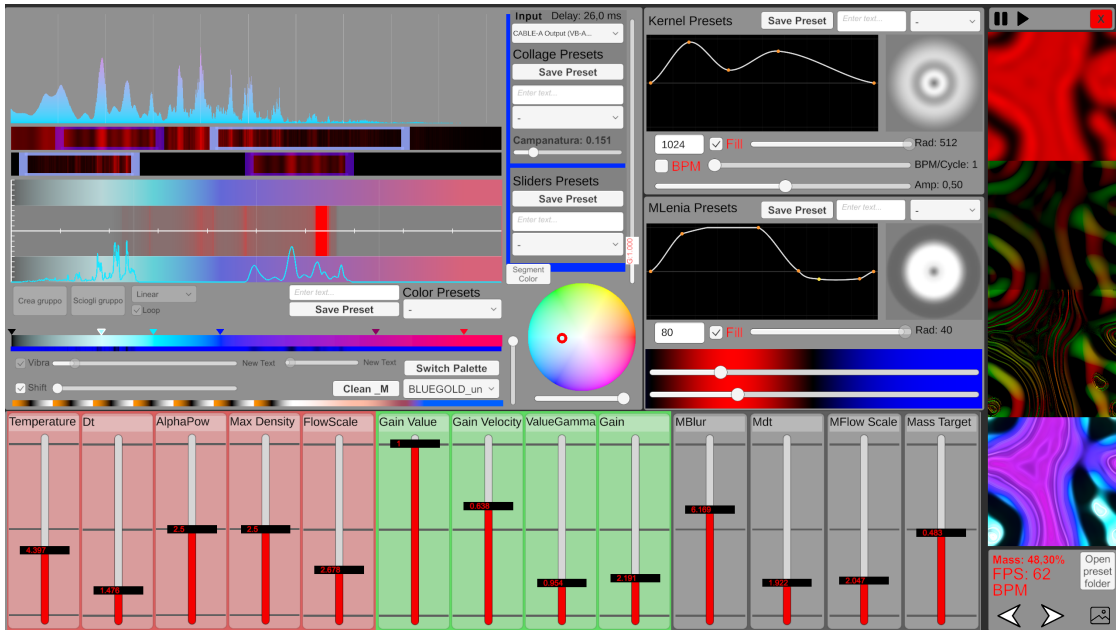 Input Delay: 26,0 ms
CABLE-A Output (VB-A...
Collage Presets
Save Preset
Enter text...
-
Campanatura: 0.151
Sliders Presets
Save Preset
Enter text...
-
G: 1.000
Segment
Color
Crea gruppo
Sciogli gruppo
Linear
Loop
Enter text...
Save Preset
Color Presets
-
Vibra
New Text
New Text
Switch Palette
Shift
Clean _M
BLUEGOLD_un
Kernel Presets
Save Preset
Enter text...
-
1024
Fill
Rad: 512
BPM
BPM/Cycle: 1
Amp: 0,50
MLenia Presets
Save Preset
Enter text...
-
80
Fill
Rad: 40
X
Temperature
Dt
AlphaPow
Max Density
FlowScale
Gain Value
Gain Velocity
ValueGamma
Gain
MBlur
Mdt
MFlow Scale
Mass Target
4.397
1.476
2.5
2.5
2.676
1
0.636
0.954
2.191
6.169
1.922
2.047
0.483
Mass: 48,30%
FPS: 62
BPM
Open
preset
folder